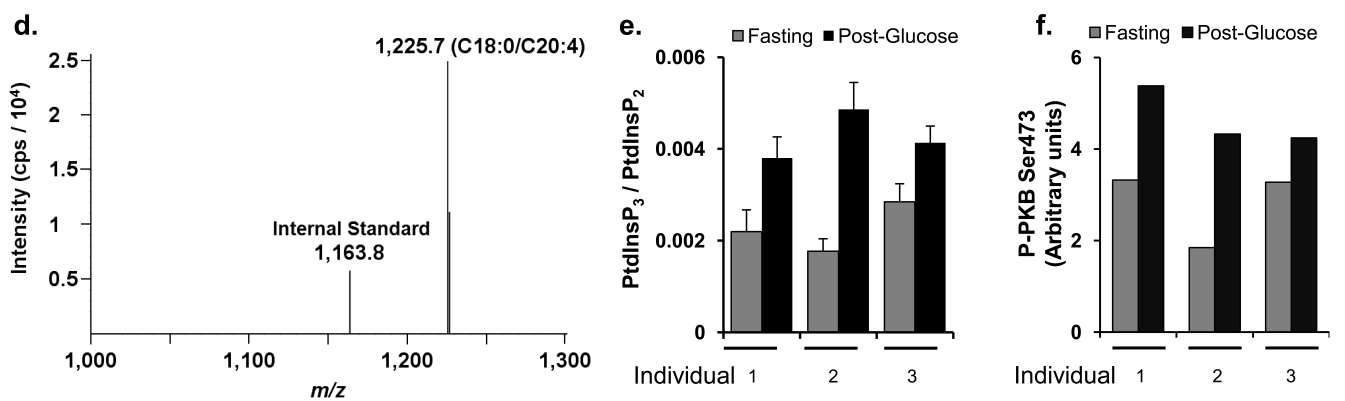 d.
1,225.7 (C18:0/C20:4)
Intensity (cps / 10⁴)
2.5
2
1.5
1
0.5
Internal Standard
1,163.8
1,000 1,100 1,200 1,300
m/z
e.
Fasting Post-Glucose
PtdInsP₃ / PtdInsP₂
0.006
0.004
0.002
0
Individual 1 2 3
f.
Fasting Post-Glucose
P-PKB Ser473
(Arbitrary units)
6
4
2
0
Individual 1 2 3